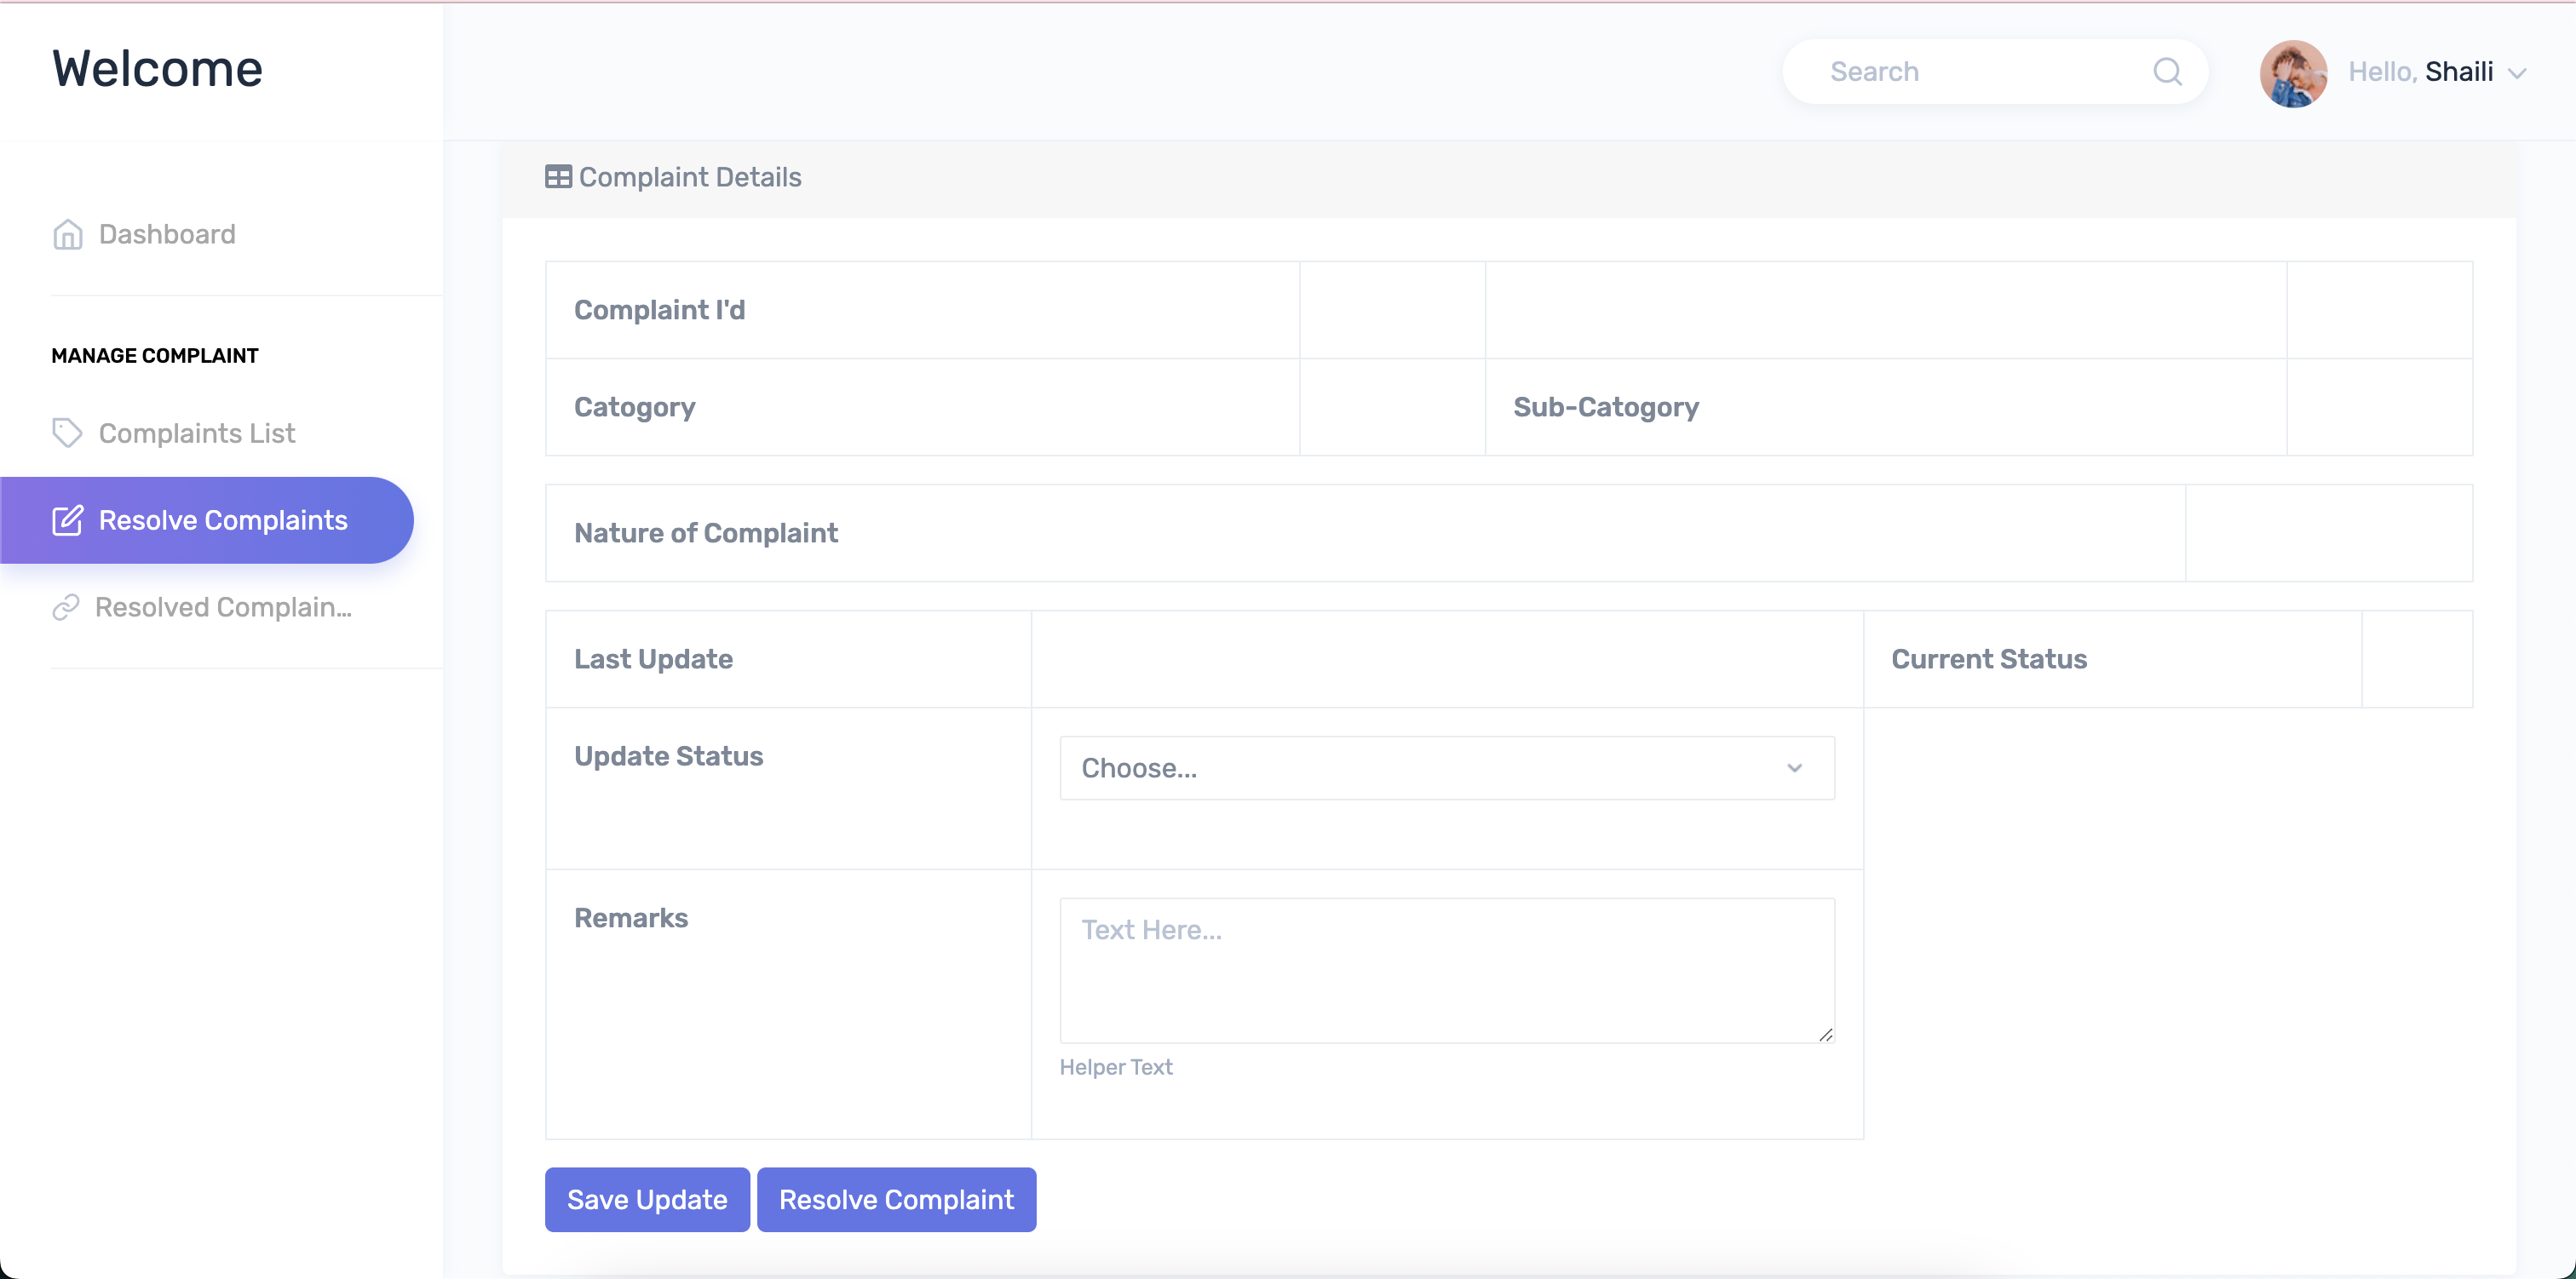 Welcome
Search
Hello, Shaili
Dashboard
MANAGE COMPLAINT
Complaints List
Resolve Complaints
Resolved Complain...
Complaint Details
Complaint I'd
Catogory
Sub-Catogory
Nature of Complaint
Last Update
Current Status
Update Status
Choose...
Remarks
Text Here...
Helper Text
Save Update
Resolve Complaint